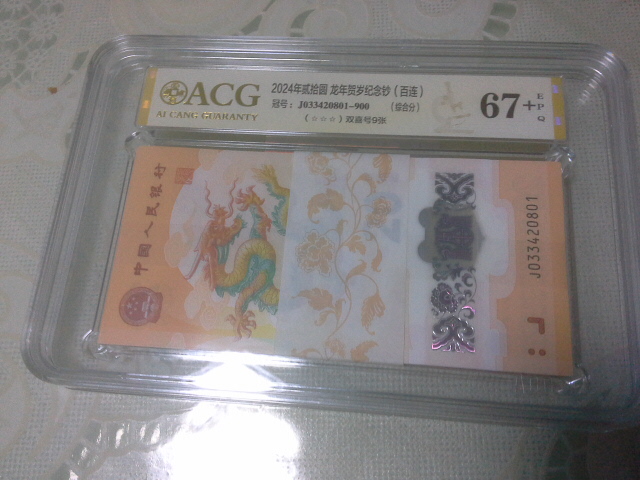 ACG
AI CANG GUARANTY
2024年贰拾圆 龙年贺岁纪念钞（百连）
冠号：J033420801-900 （综合分）
（☆☆☆）双喜号9张
67+
EPQ
中国人民银行
J033420801